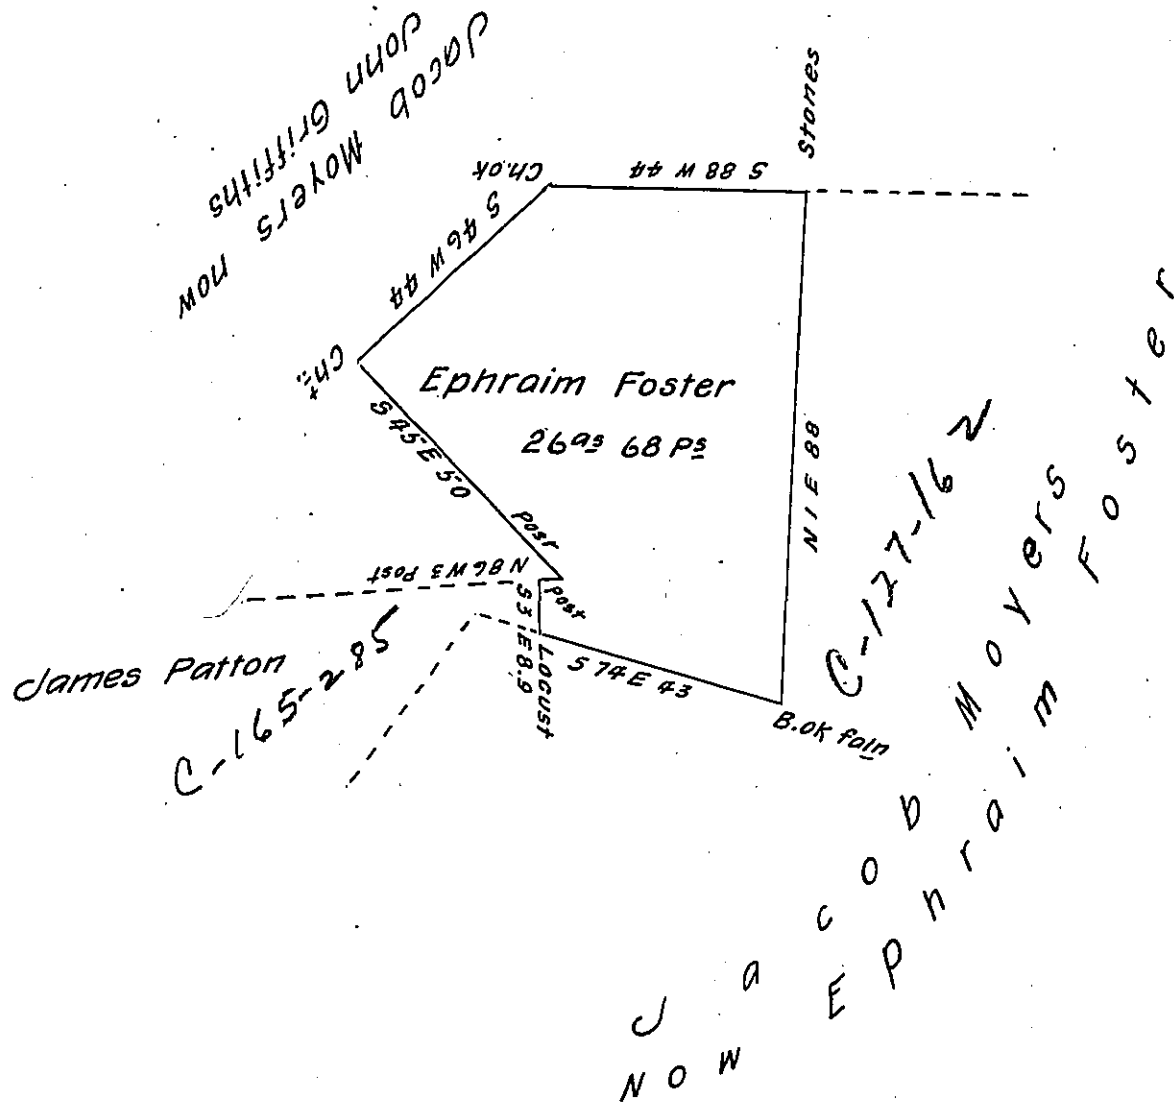 Jacob Moyers now
John Griffiths
Stones
Ch.ok
S 88 W 44
S 46 W 44
Ch.t
Ephraim Foster
26as 68 Ps
S 45 E 50
N 1 E 88
Post
N 86 W 3 Post
Post
S 3 E 8.9
Locust
S 74 E 43
B.ok faln
James Patton
C-165-285
C-127-162
Jacob Moyers
NOW Ephraim Foster